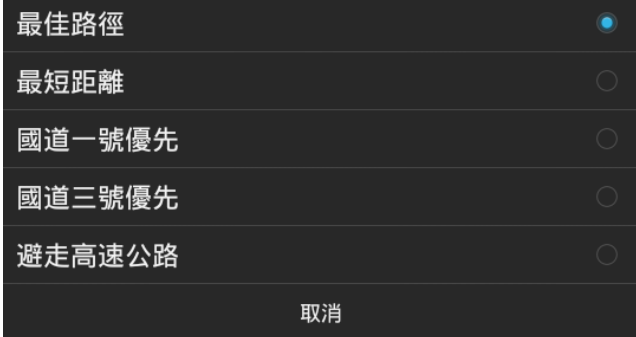 最佳路徑
最短距離
國道一號優先
國道三號優先
避走高速公路
取消